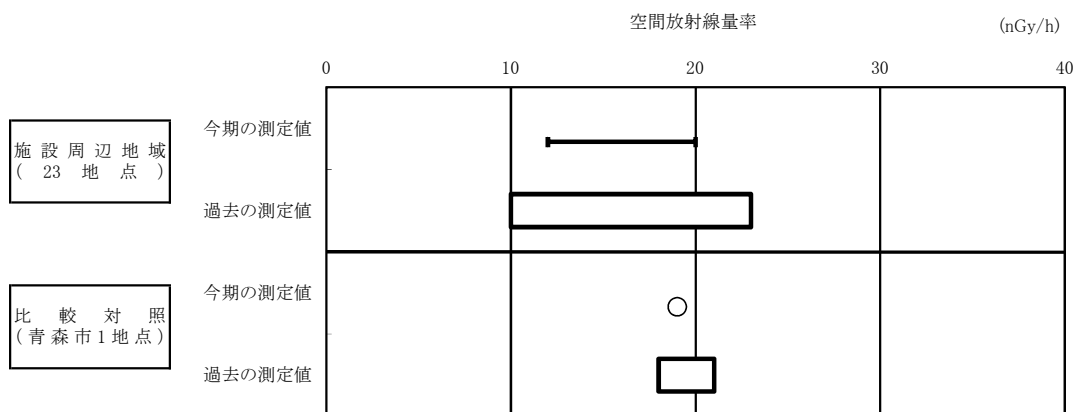 空間放射線量率
(nGy/h)
0 10 20 30 40
今期の測定値
施設周辺地域
(23地点)
過去の測定値
今期の測定値
比較対照
(青森市1地点)
過去の測定値